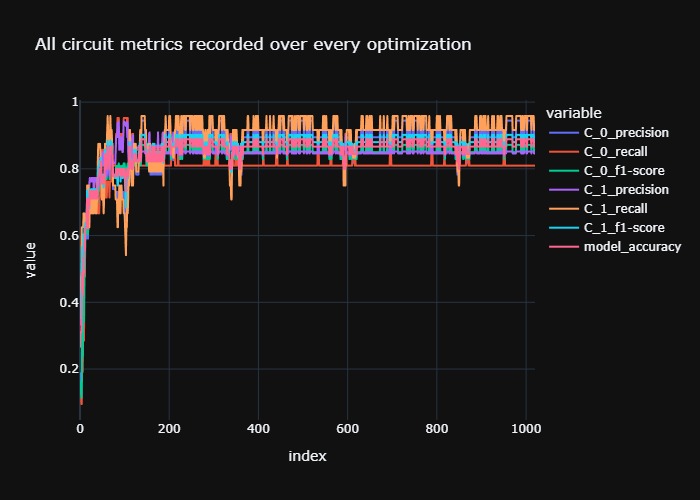 All circuit metrics recorded over every optimization
1
0.8
0.6
0.4
0.2
value
0 200 400 600 800 1000
index
variable
C_0_precision
C_0_recall
C_0_f1-score
C_1_precision
C_1_recall
C_1_f1-score
model_accuracy